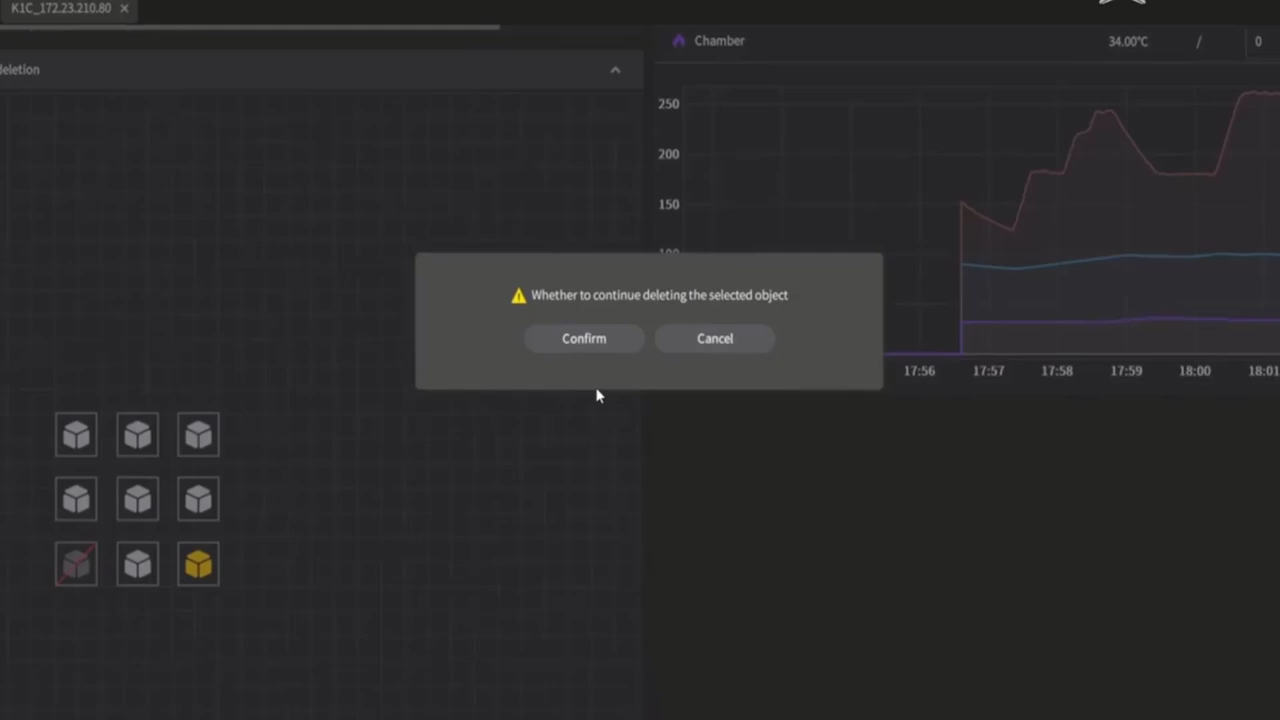 K1C_172.23.210.80 ×
Chamber 34.00°C / 0
deletion
250
200
150
Whether to continue deleting the selected object
Confirm Cancel
17:56 17:57 17:58 17:59 18:00 18:01